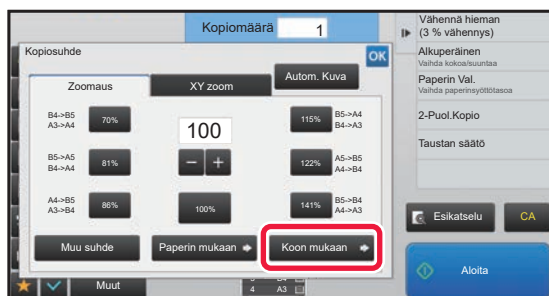 Kopiomäärä 1
Kopiosuhde
OK
Zoomaus
XY zoom
Autom. Kuva
B4->B5
A3->A4
70%
100
115%
B5->A4
B4->A3
B5->A5
B4->A4
81%
122%
A5->B5
A4->B4
A4->B5
A3->B4
86%
100%
141%
B5->B4
A4->A3
Muu suhde
Paperin mukaan
Koon mukaan
Muut
4 A3
Vähennä hieman
(3 % vähennys)
Alkuperäinen
Vaihda kokoa/suuntaa
Paperin Val.
Vaihda paperinsyöttötasoa
2-Puol.Kopio
Taustan säätö
Esikatselu
CA
Aloita